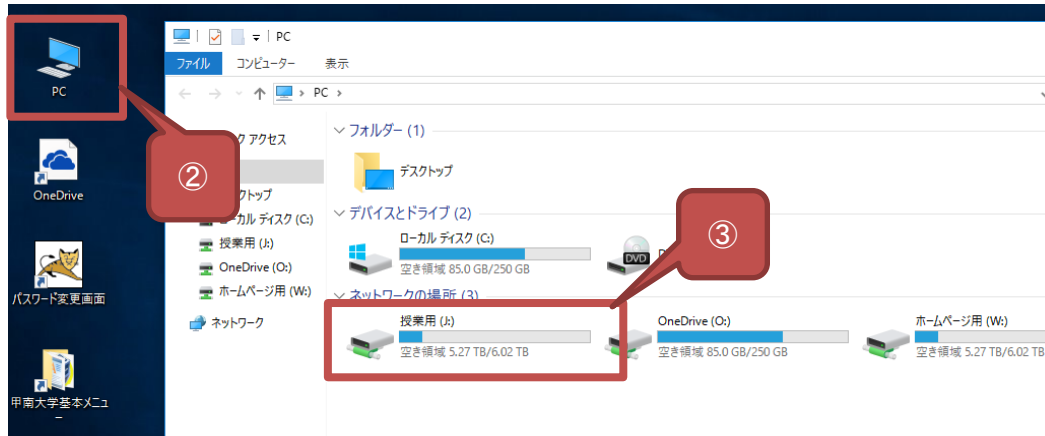 PC
OneDrive
パスワード変更画面
甲南大学基本メニュ
ー
②
| PC
ファイル コンピューター 表示
PC
ク アクセス
クトップ
ーカル ディスク (C:)
授業用 (J:)
OneDrive (O:)
ホームページ用 (W:)
ネットワーク
フォルダー (1)
デスクトップ
デバイスとドライブ (2)
ローカル ディスク (C:)
空き領域 85.0 GB/250 GB
DVD
③
ネットワークの場所 (3)
授業用 (J:)
空き領域 5.27 TB/6.02 TB
OneDrive (O:)
空き領域 85.0 GB/250 GB
ホームページ用 (W:)
空き領域 5.27 TB/6.02 TB